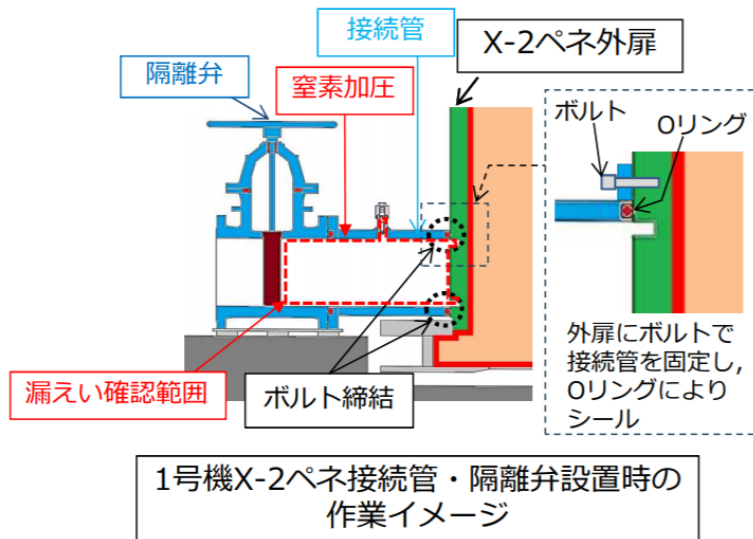 接続管
X-2ペネ外扉
隔離弁
窒素加圧
ボルト
Oリング
漏えい確認範囲
ボルト締結
外扉にボルトで
接続管を固定し,
Oリングにより
シール
1号機X-2ペネ接続管・隔離弁設置時の
作業イメージ